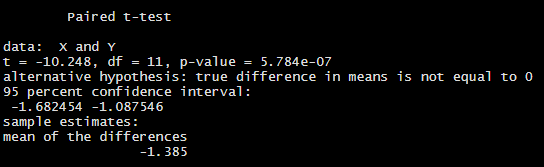 Paired t-test
data:  X and Y
t = -10.248, df = 11, p-value = 5.784e-07
alternative hypothesis: true difference in means is not equal to 0
95 percent confidence interval:
-1.682454 -1.087546
sample estimates:
mean of the differences
-1.385